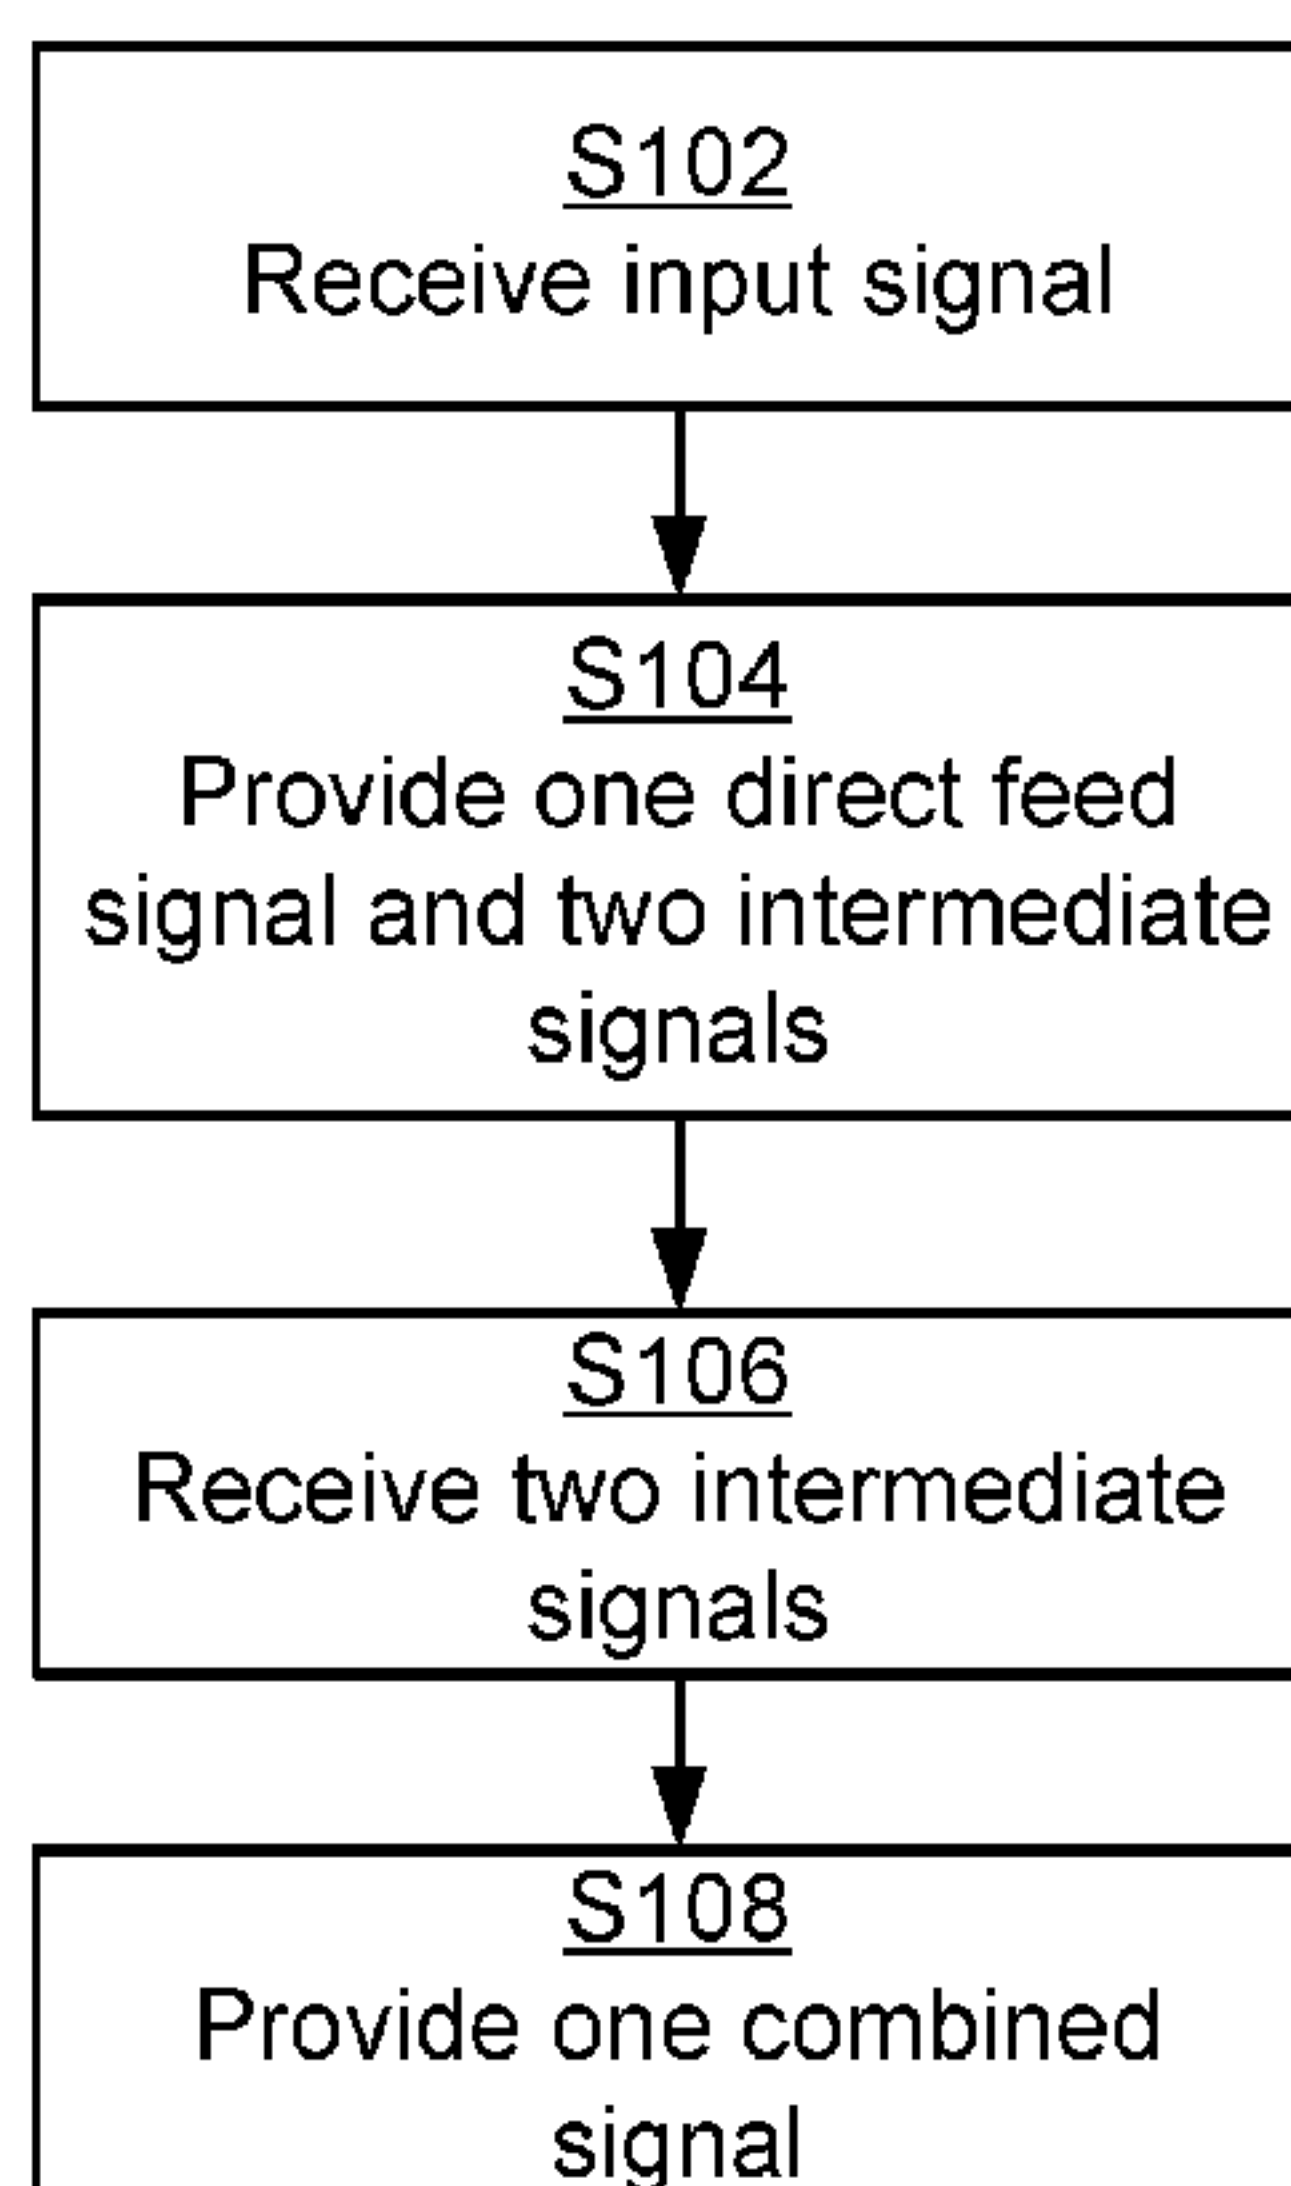 S102
Receive input signal
S104
Provide one direct feed
signal and two intermediate
signals
S106
Receive two intermediate
signals
S108
Provide one combined
signal